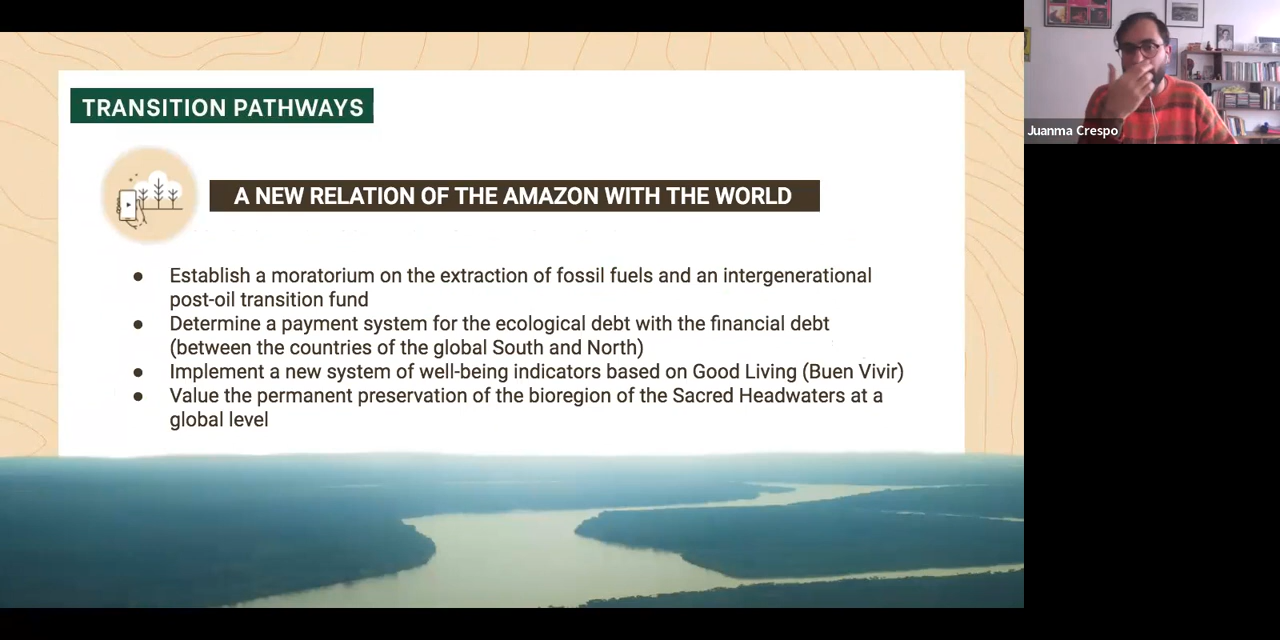 TRANSITION PATHWAYS
A NEW RELATION OF THE AMAZON WITH THE WORLD
● Establish a moratorium on the extraction of fossil fuels and an intergenerational
post-oil transition fund
● Determine a payment system for the ecological debt with the financial debt
(between the countries of the global South and North)
● Implement a new system of well-being indicators based on Good Living (Buen Vivir)
● Value the permanent preservation of the bioregion of the Sacred Headwaters at a
global level
Juanma Crespo